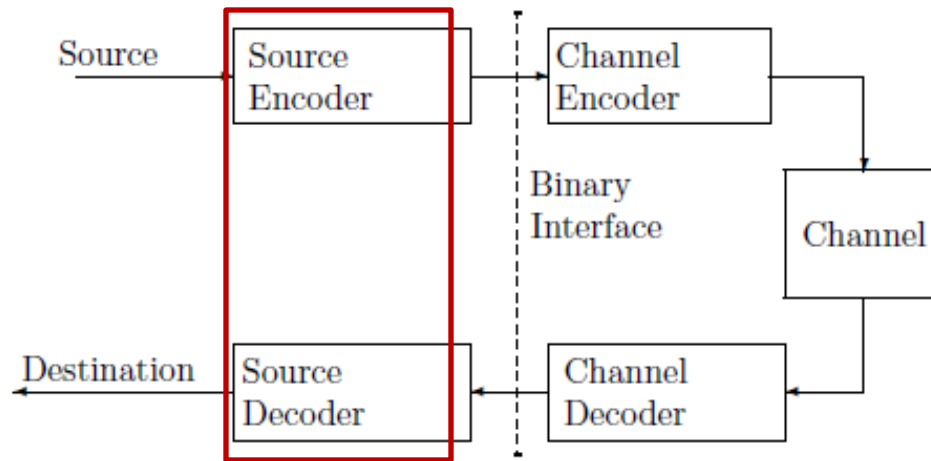 Source
Source
Encoder
Channel
Encoder
Binary
Interface
Channel
Destination
Source
Decoder
Channel
Decoder